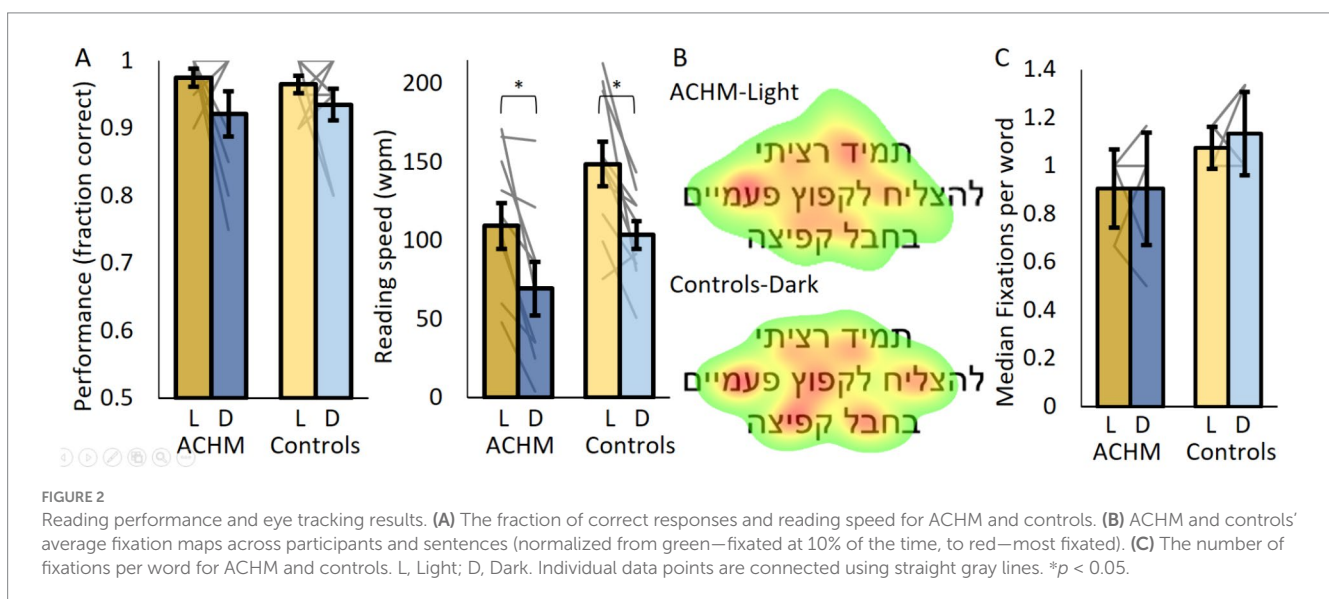 A
Performance (fraction correct)
1
0.9
0.8
0.7
0.6
0.5
L D
L D
ACHM
Controls
Reading speed (wpm)
200
150
100
50
0
*
*
L D
L D
ACHM
Controls
B
ACHM-Light
תמיד רציתי
להצליח לקפוץ פעמיים
בחבל קפיצה
Controls-Dark
תמיד רציתי
להצליח לקפוץ פעמיים
בחבל קפיצה
C
Median Fixations per word
1.4
1.2
1
0.8
0.6
0.4
0.2
0
L D
L D
ACHM
Controls
FIGURE 2
Reading performance and eye tracking results. (A) The fraction of correct responses and reading speed for ACHM and controls. (B) ACHM and controls’
average fixation maps across participants and sentences (normalized from green—fixated at 10% of the time, to red—most fixated). (C) The number of
fixations per word for ACHM and controls. L, Light; D, Dark. Individual data points are connected using straight gray lines. *p < 0.05.